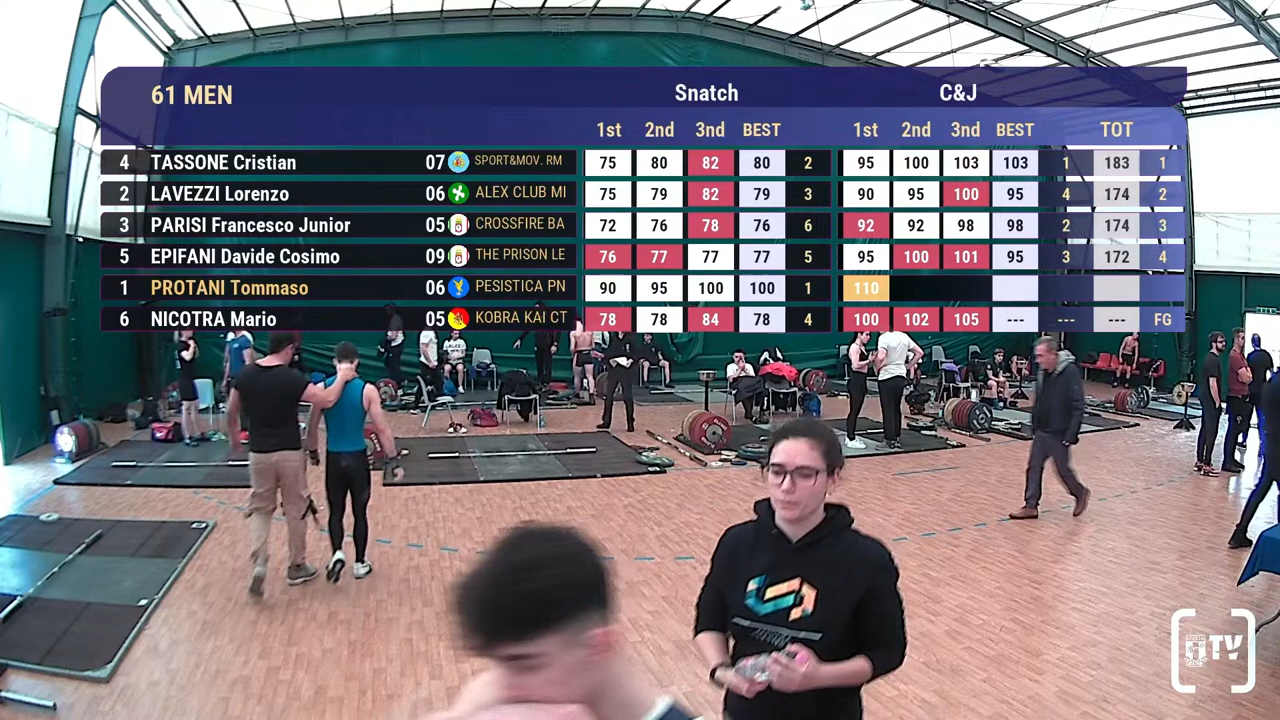 61 MEN Snatch C&J
1st 2nd 3nd BEST 1st 2nd 3nd BEST TOT
4 TASSONE Cristian 07 SPORT&MOV. RM 75 80 82 80 2 95 100 103 103 1 183 1
2 LAVEZZI Lorenzo 06 ALEX CLUB MI 75 79 82 79 3 90 95 100 95 4 174 2
3 PARISI Francesco Junior 05 CROSSFIRE BA 72 76 78 76 6 92 92 98 98 2 174 3
5 EPIFANI Davide Cosimo 09 THE PRISON LE 76 77 77 77 5 95 100 101 95 3 172 4
1 PROTANI Tommaso 06 PESISTICA PN 90 95 100 100 1 110
6 NICOTRA Mario 05 KOBRA KAI CT 78 78 84 78 4 100 102 105 --- --- --- FG
TV